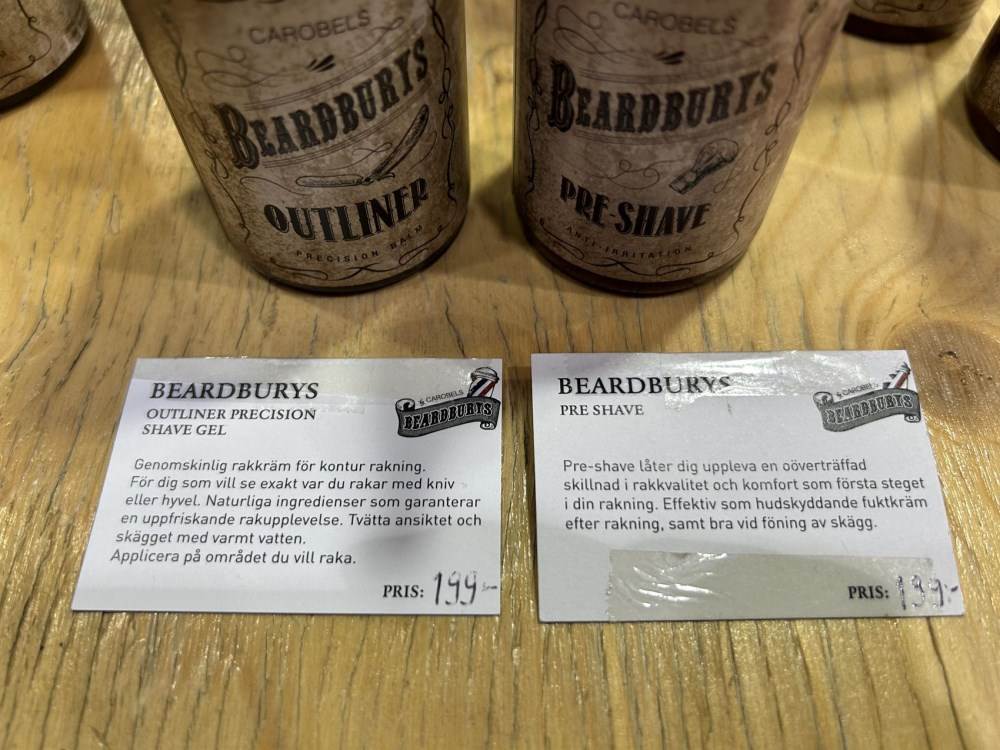 CAROBELS
BEARDBURYS
OUTLINER
PRECISION BALM
CAROBELS
BEARDBURYS
PRE-SHAVE
ANTI-IRRITATION
BEARDBURYS
OUTLINER PRECISION
SHAVE GEL
CAROBELS
BEARDBURYS
Genomskinlig rakkräm för kontur rakning.
För dig som vill se exakt var du rakar med kniv
eller hyvel. Naturliga ingredienser som garanterar
en uppfriskande rakupplevelse. Tvätta ansiktet och
skägget med varmt vatten.
Applicera på området du vill raka.
PRIS: 199:-
BEARDBURYS
PRE SHAVE
CAROBELS
BEARDBURYS
Pre-shave låter dig uppleva en oöverträffad
skillnad i rakkvalitet och komfort som första steget
i din rakning. Effektiv som hudskyddande fuktkräm
efter rakning, samt bra vid föning av skägg.
PRIS: 199:-